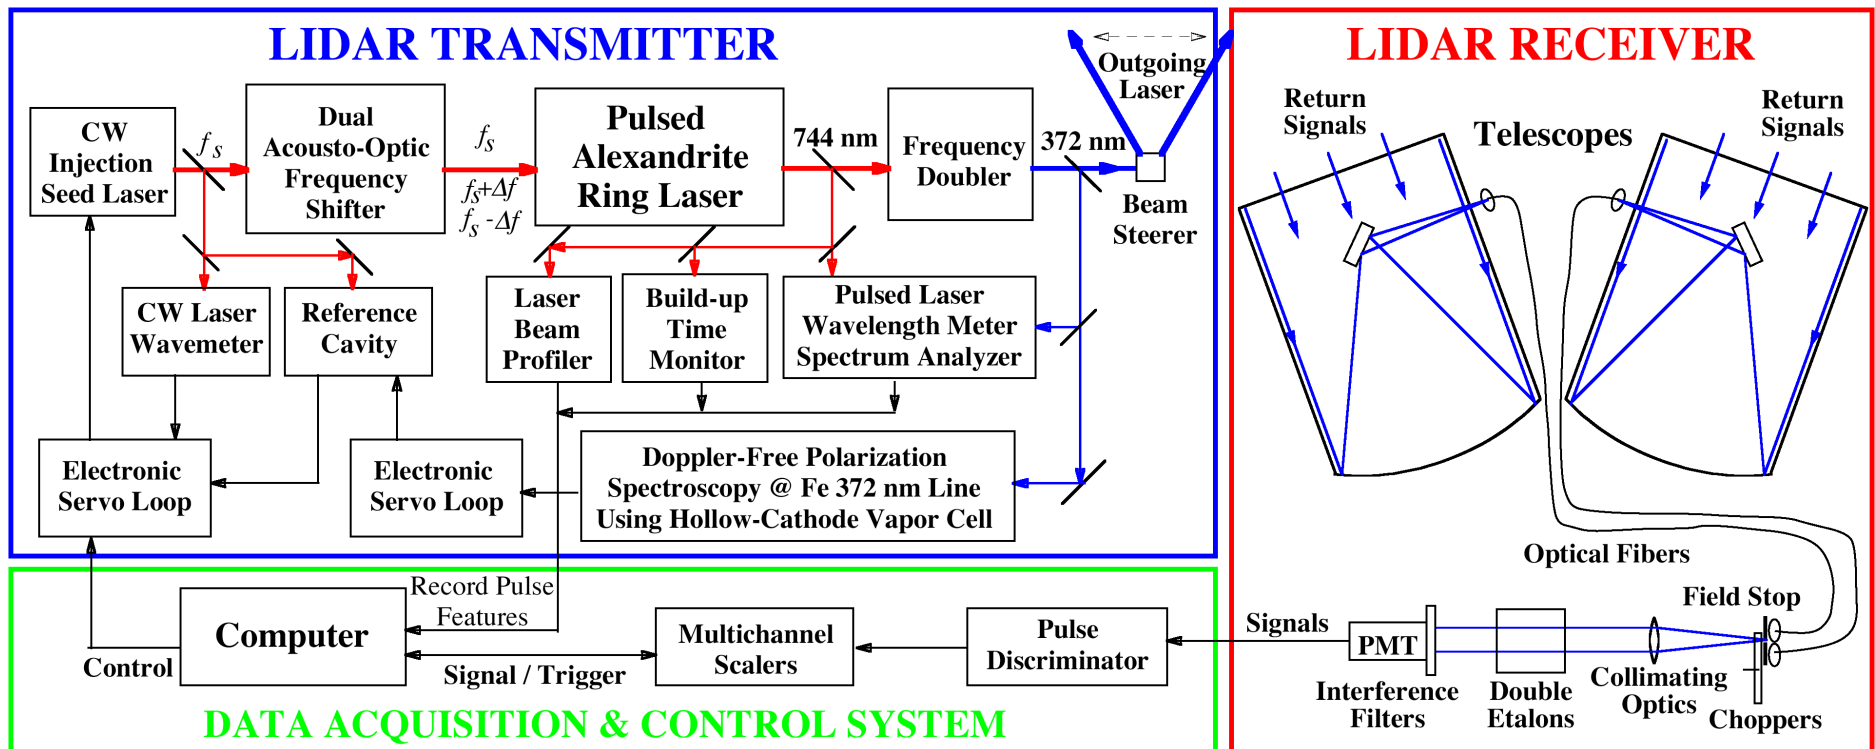 LIDAR TRANSMITTER
CW
Injection
Seed Laser
fs
Dual
Acousto-Optic
Frequency
Shifter
fs
fs+Δf
fs-Δf
Pulsed
Alexandrite
Ring Laser
744 nm
Frequency
Doubler
372 nm
Outgoing
Laser
Beam
Steerer
CW Laser
Wavemeter
Reference
Cavity
Laser
Beam
Profiler
Build-up
Time
Monitor
Pulsed Laser
Wavelength Meter
Spectrum Analyzer
Electronic
Servo Loop
Electronic
Servo Loop
Doppler-Free Polarization
Spectroscopy @ Fe 372 nm Line
Using Hollow-Cathode Vapor Cell
LIDAR RECEIVER
Return
Signals
Telescopes
Return
Signals
Optical Fibers
Field Stop
Signals
PMT
Interference
Filters
Double
Etalons
Collimating
Optics
Choppers
Record Pulse
Features
Computer
Control
Signal / Trigger
Multichannel
Scalers
Pulse
Discriminator
DATA ACQUISITION & CONTROL SYSTEM